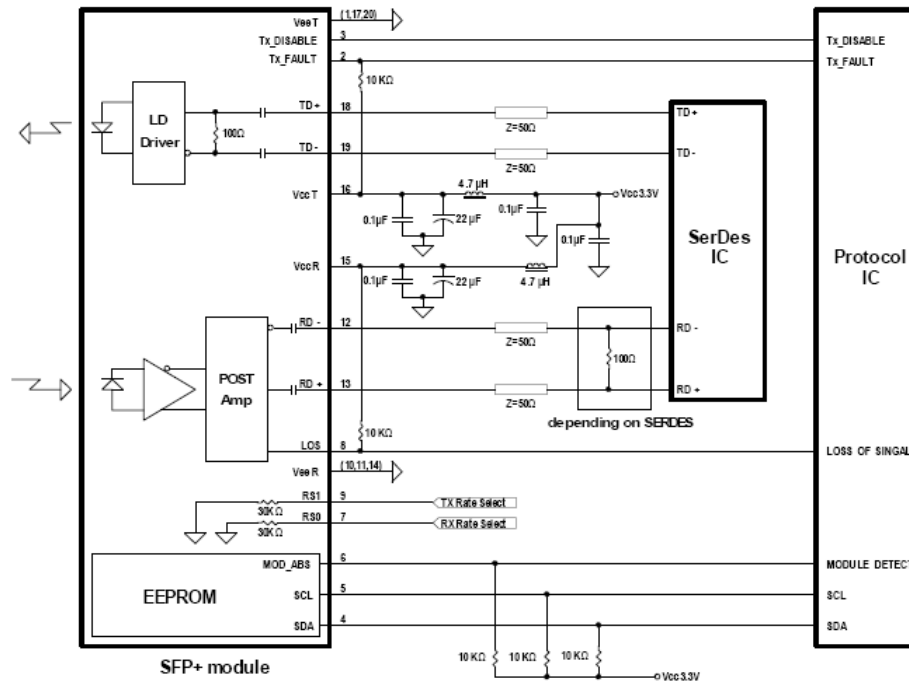 VeeT (1,17,20)
Tx_DISABLE 3 Tx_DISABLE
Tx_FAULT 2 Tx_FAULT
10 KΩ
LD Driver
100Ω
TD+ 18 Z=50Ω TD+
TD- 19 Z=50Ω TD -
VccT 16 4.7 μH Vcc3.3V
0.1μF 22 μF 0.1μF 0.1μF
SerDes IC
Protocol IC
VccR 15
0.1μF 22 μF 4.7 μH
RD - 12 Z=50Ω RD -
POST Amp
100Ω
RD + 13 Z=50Ω RD +
depending on SERDES
10 KΩ
LOS 8 LOSS OF SINGAL
VeeR (10,11,14)
RS1 9 TX Rate Select
30KΩ
RS0 7 RX Rate Select
30KΩ
EEPROM
MOD_ABS 6 MODULE DETECT
SCL 5 SCL
SDA 4 SDA
10 KΩ 10 KΩ 10 KΩ
SFP+ module
Vcc3.3V